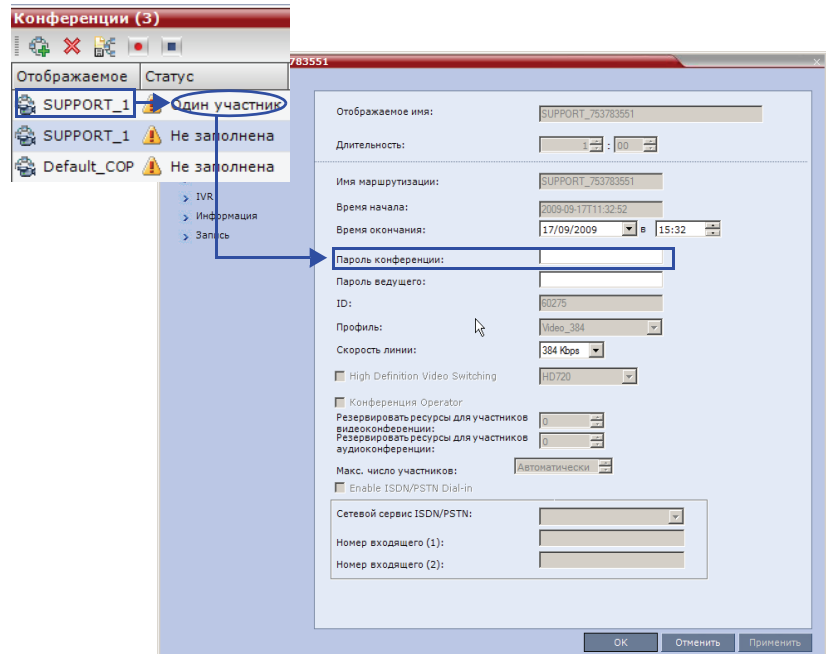 Конференции (3)
Отображаемое Статус
SUPPORT_1 Один участник
SUPPORT_1 Не заполнена
Default_COP Не заполнена
783551
IVR
Информация
Запись
Отображаемое имя: SUPPORT_753783551
Длительность: 1 : 00
Имя маршрутизации: SUPPORT_753783551
Время начала: 2009-09-17T11:32:52
Время окончания: 17/09/2009 в 15:32
Пароль конференции:
Пароль ведущего:
ID: 60275
Профиль: Video_384
Скорость линии: 384 Kbps
High Definition Video Switching HD720
Конференция Operator
Резервировать ресурсы для участников
видеоконференции: 0
Резервировать ресурсы для участников
аудиоконференции: 0
Макс. число участников: Автоматически
Enable ISDN/PSTN Dial-in
Сетевой сервис ISDN/PSTN:
Номер входящего (1):
Номер входящего (2):
OK Отменить Применить